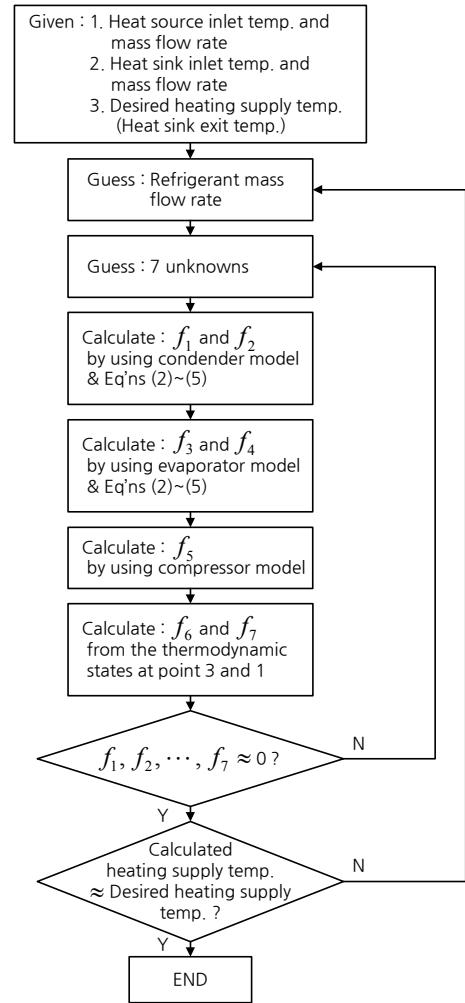 Given : 1. Heat source inlet temp. and
mass flow rate
2. Heat sink inlet temp. and
mass flow rate
3. Desired heating supply temp.
(Heat sink exit temp.)
Guess : Refrigerant mass
flow rate
Guess : 7 unknowns
Calculate : f₁ and f₂
by using condender model
& Eq'ns (2)~(5)
Calculate : f₃ and f₄
by using evaporator model
& Eq'ns (2)~(5)
Calculate : f₅
by using compressor model
Calculate : f₆ and f₇
from the thermodynamic
states at point 3 and 1
f₁, f₂, ⋯, f₇ ≈ 0 ?
N
Y
Calculated
heating supply temp.
≈ Desired heating supply
temp. ?
N
Y
END